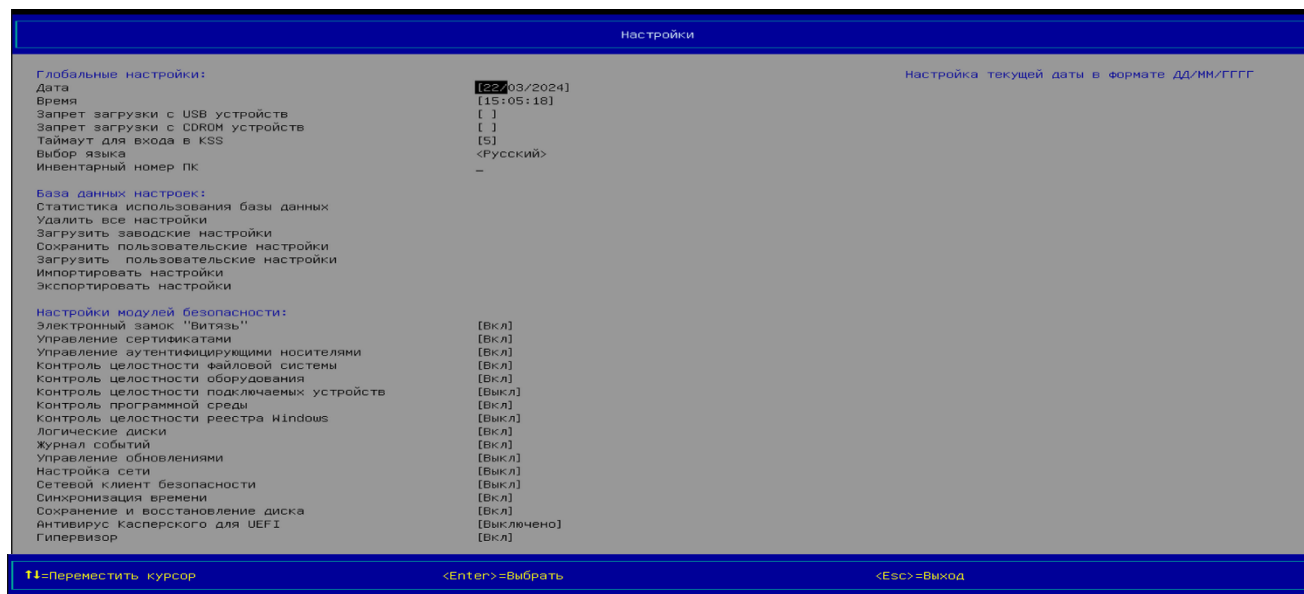 Настройки
Глобальные настройки:
Настройка текущей даты в формате ДД/ММ/ГГГГ
Дата [22/03/2024]
Время [15:05:18]
Запрет загрузки с USB устройств [ ]
Запрет загрузки с CDROM устройств [ ]
Таймаут для входа в KSS [5]
Выбор языка <Русский>
Инвентарный номер ПК _
База данных настроек:
Статистика использования базы данных
Удалить все настройки
Загрузить заводские настройки
Сохранить пользовательские настройки
Загрузить  пользовательские настройки
Импортировать настройки
Экспортировать настройки
Настройки модулей безопасности:
Электронный замок "Витязь" [Вкл]
Управление сертификатами [Вкл]
Управление аутентифицирующими носителями [Вкл]
Контроль целостности файловой системы [Вкл]
Контроль целостности оборудования [Вкл]
Контроль целостности подключаемых устройств [Выкл]
Контроль программной среды [Вкл]
Контроль целостности реестра Windows [Выкл]
Логические диски [Вкл]
Журнал событий [Вкл]
Управление обновлениями [Выкл]
Настройка сети [Выкл]
Сетевой клиент безопасности [Выкл]
Синхронизация времени [Вкл]
Сохранение и восстановление диска [Вкл]
Антивирус Касперского для UEFI [Выключено]
Гипервизор [Вкл]
↑↓=Переместить курсор <Enter>=Выбрать <Esc>=Выход